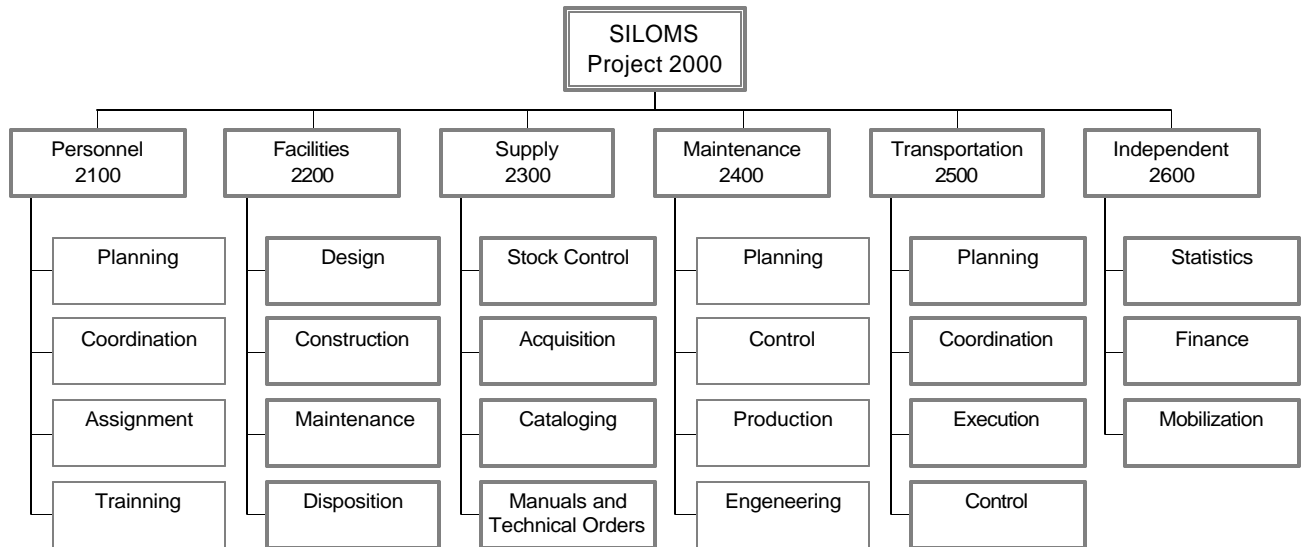 SILOMS
Project 2000
Personnel
2100
Facilities
2200
Supply
2300
Maintenance
2400
Transportation
2500
Independent
2600
Planning
Coordination
Assignment
Trainning
Design
Construction
Maintenance
Disposition
Stock Control
Acquisition
Cataloging
Manuals and
Technical Orders
Planning
Control
Production
Engeneering
Planning
Coordination
Execution
Control
Statistics
Finance
Mobilization